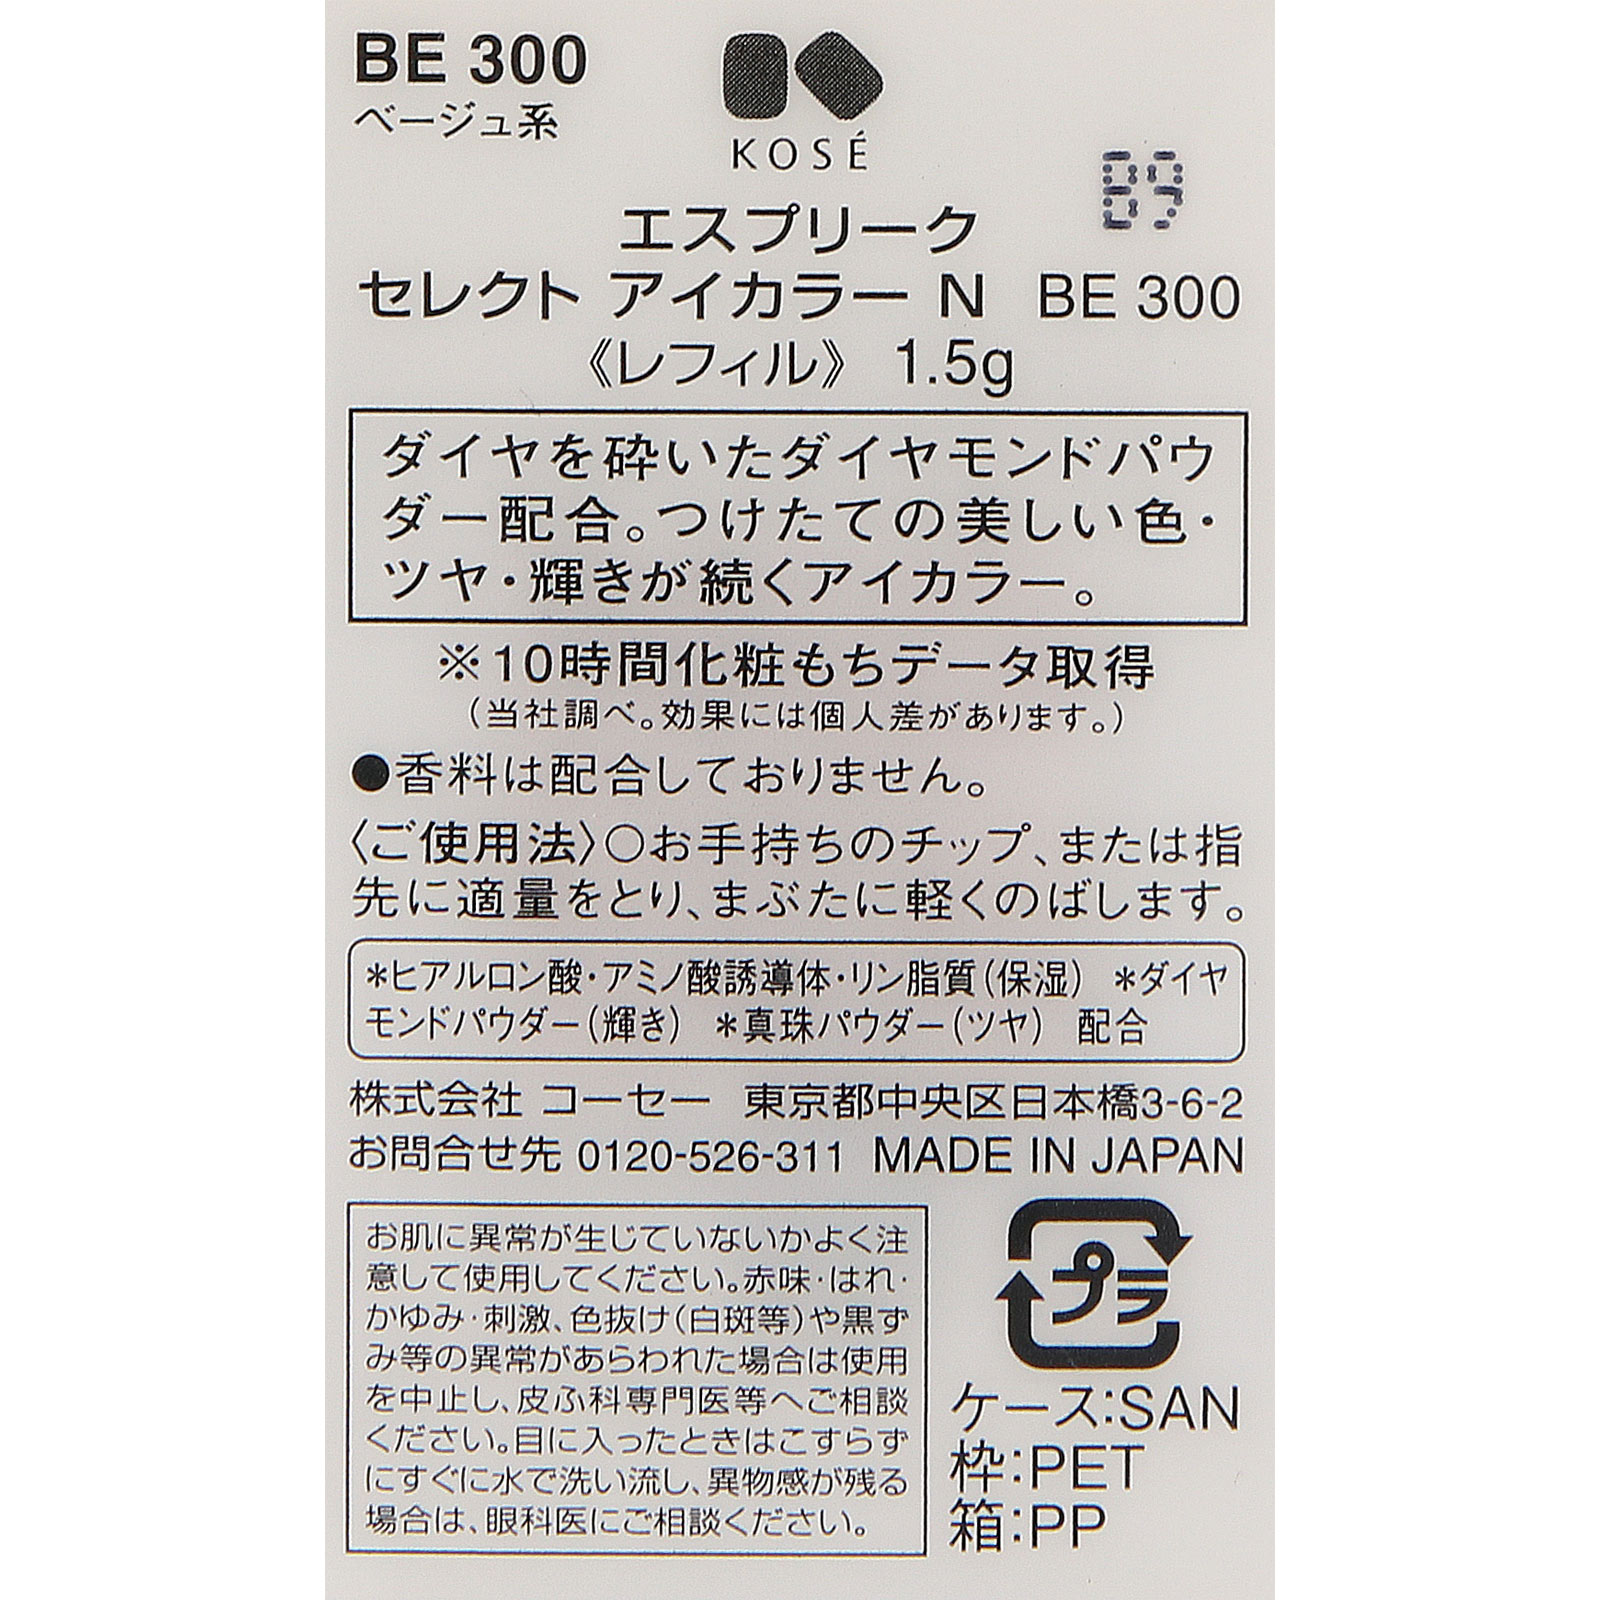 BE 300
ベージュ系
KOSÉ
B9
エスプリーク
セレクト アイカラー N BE 300
《レフィル》 1.5g
ダイヤを砕いたダイヤモンドパウ
ダー配合。つけたての美しい色・
ツヤ・輝きが続くアイカラー。
※10時間化粧もちデータ取得
(当社調べ。効果には個人差があります。)
●香料は配合しておりません。
〈ご使用法〉○お手持ちのチップ、または指
先に適量をとり、まぶたに軽くのばします。
*ヒアルロン酸・アミノ酸誘導体・リン脂質(保湿) *ダイヤ
モンドパウダー(輝き) *真珠パウダー(ツヤ) 配合
株式会社 コーセー 東京都中央区日本橋3-6-2
お問合せ先 0120-526-311 MADE IN JAPAN
お肌に異常が生じていないかよく注
意して使用してください。赤味・はれ・
かゆみ・刺激、色抜け(白斑等)や黒ず
み等の異常があらわれた場合は使用
を中止し、皮ふ科専門医等へご相談
ください。目に入ったときはこすらず
にすぐに水で洗い流し、異物感が残る
場合は、眼科医にご相談ください。
プラ
ケース:SAN
枠:PET
箱:PP